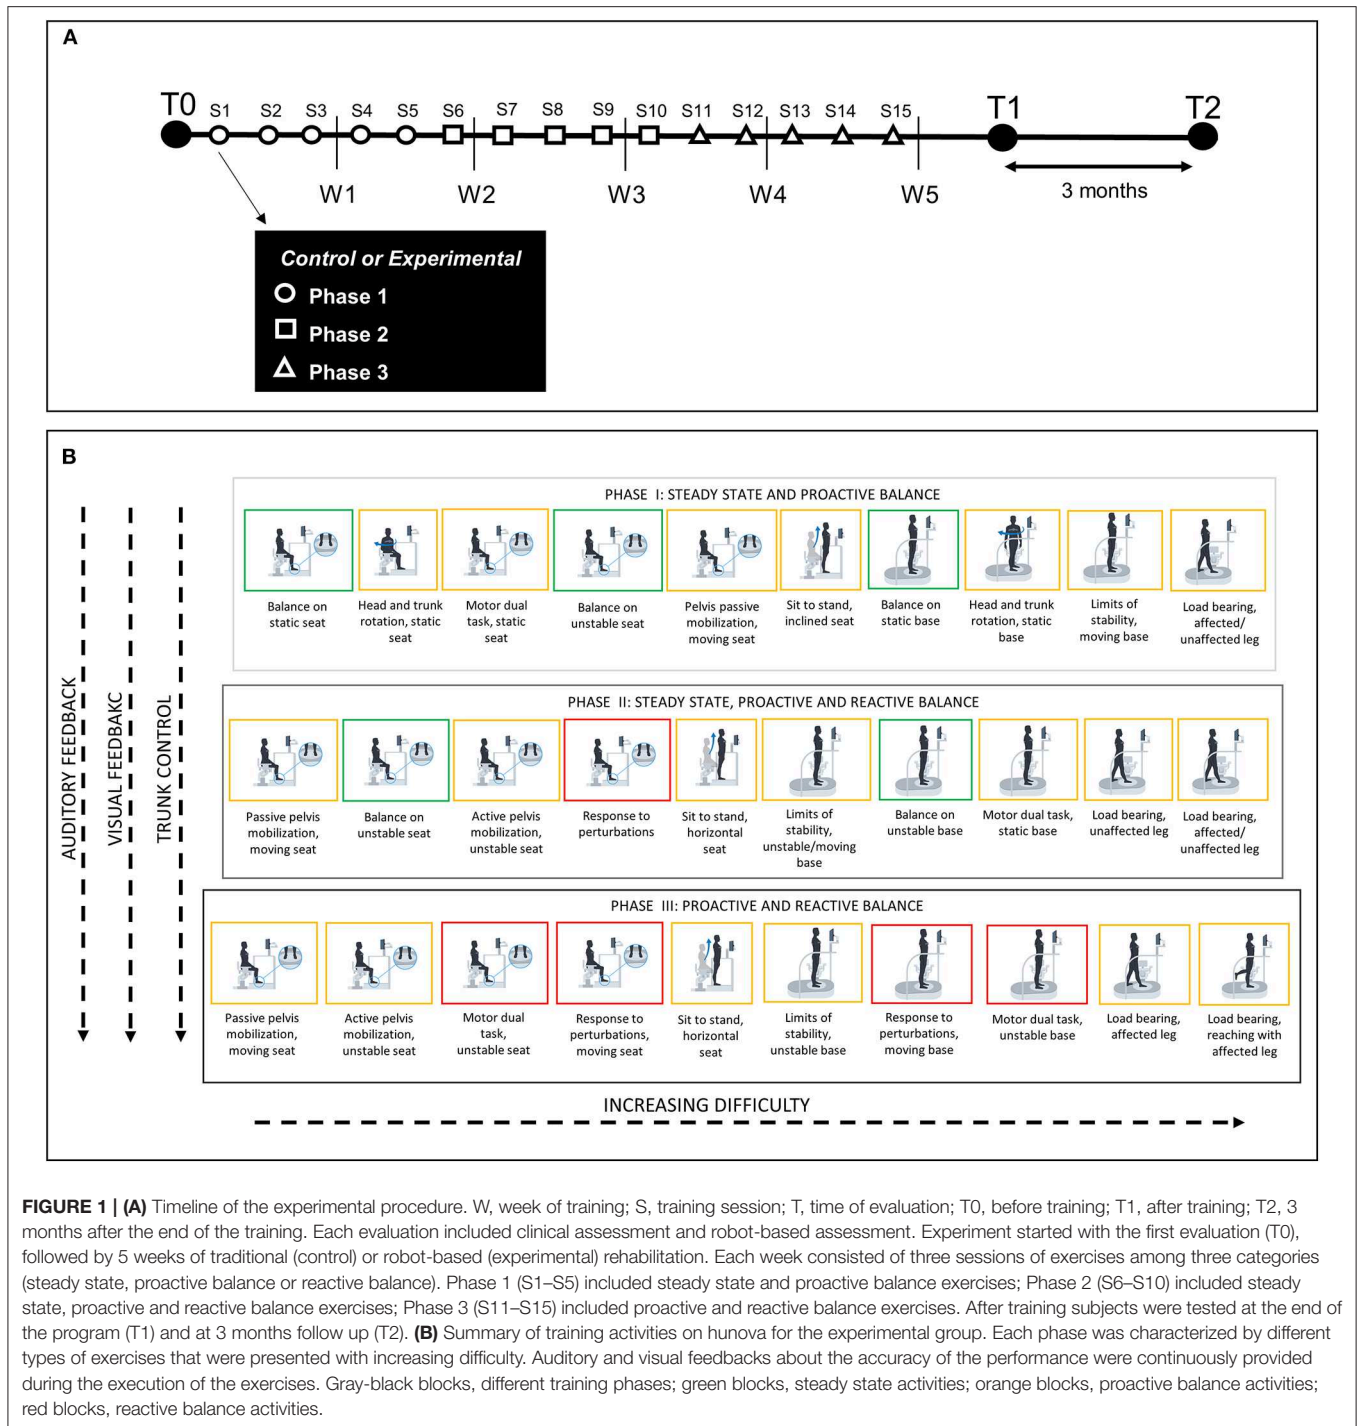 A
T0 S1 S2 S3 S4 S5 S6 S7 S8 S9 S10 S11 S12 S13 S14 S15 T1 T2
W1 W2 W3 W4 W5 3 months
Control or Experimental
Phase 1
Phase 2
Phase 3
B
AUDITORY FEEDBACK
VISUAL FEEDBAKC
TRUNK CONTROL
PHASE I: STEADY STATE AND PROACTIVE BALANCE
Balance on
static seat
Head and trunk
rotation, static
seat
Motor dual
task, static
seat
Balance on
unstable seat
Pelvis passive
mobilization,
moving seat
Sit to stand,
inclined seat
Balance on
static base
Head and trunk
rotation, static
base
Limits of
stability,
moving base
Load bearing,
affected/
unaffected leg
PHASE II: STEADY STATE, PROACTIVE AND REACTIVE BALANCE
Passive pelvis
mobilization,
moving seat
Balance on
unstable seat
Active pelvis
mobilization,
unstable seat
Response to
perturbations
Sit to stand,
horizontal
seat
Limits of
stability,
unstable/moving
base
Balance on
unstable base
Motor dual task,
static base
Load bearing,
unaffected leg
Load bearing,
affected/
unaffected leg
PHASE III: PROACTIVE AND REACTIVE BALANCE
Passive pelvis
mobilization,
moving seat
Active pelvis
mobilization,
unstable seat
Motor dual
task,
unstable seat
Response to
perturbations,
moving seat
Sit to stand,
horizontal
seat
Limits of
stability,
unstable base
Response to
perturbations,
moving base
Motor dual task,
unstable base
Load bearing,
affected leg
Load bearing,
reaching with
affected leg
INCREASING DIFFICULTY
FIGURE 1 | (A) Timeline of the experimental procedure. W, week of training; S, training session; T, time of evaluation; T0, before training; T1, after training; T2, 3
months after the end of the training. Each evaluation included clinical assessment and robot-based assessment. Experiment started with the first evaluation (T0),
followed by 5 weeks of traditional (control) or robot-based (experimental) rehabilitation. Each week consisted of three sessions of exercises among three categories
(steady state, proactive balance or reactive balance). Phase 1 (S1–S5) included steady state and proactive balance exercises; Phase 2 (S6–S10) included steady
state, proactive and reactive balance exercises; Phase 3 (S11–S15) included proactive and reactive balance exercises. After training subjects were tested at the end of
the program (T1) and at 3 months follow up (T2). (B) Summary of training activities on hunova for the experimental group. Each phase was characterized by different
types of exercises that were presented with increasing difficulty. Auditory and visual feedbacks about the accuracy of the performance were continuously provided
during the execution of the exercises. Gray-black blocks, different training phases; green blocks, steady state activities; orange blocks, proactive balance activities;
red blocks, reactive balance activities.